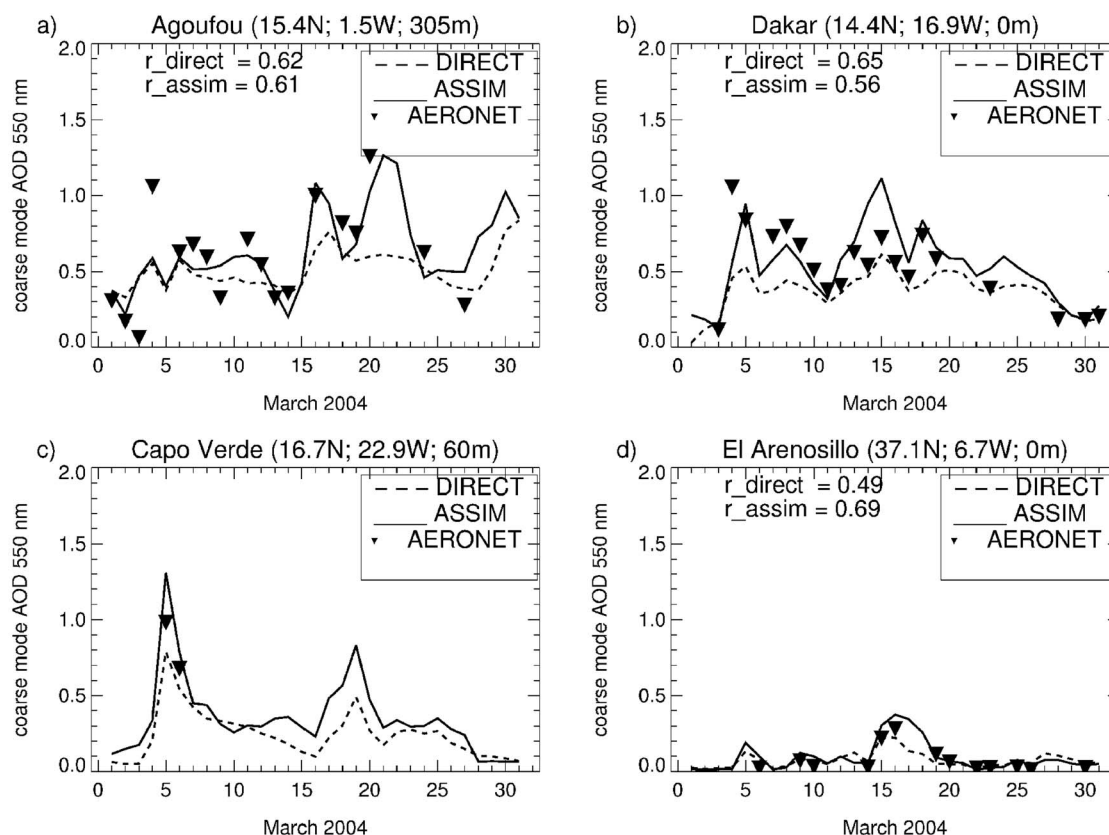 a) Agoufou (15.4N; 1.5W; 305m)
r_direct = 0.62
r_assim = 0.61
DIRECT
ASSIM
AERONET
coarse mode AOD 550 nm
2.0
1.5
1.0
0.5
0.0
0 5 10 15 20 25 30
March 2004
b) Dakar (14.4N; 16.9W; 0m)
r_direct = 0.65
r_assim = 0.56
DIRECT
ASSIM
AERONET
coarse mode AOD 550 nm
2.0
1.5
1.0
0.5
0.0
0 5 10 15 20 25 30
March 2004
c) Capo Verde (16.7N; 22.9W; 60m)
DIRECT
ASSIM
AERONET
coarse mode AOD 550 nm
2.0
1.5
1.0
0.5
0.0
0 5 10 15 20 25 30
March 2004
d) El Arenosillo (37.1N; 6.7W; 0m)
r_direct = 0.49
r_assim = 0.69
DIRECT
ASSIM
AERONET
coarse mode AOD 550 nm
2.0
1.5
1.0
0.5
0.0
0 5 10 15 20 25 30
March 2004